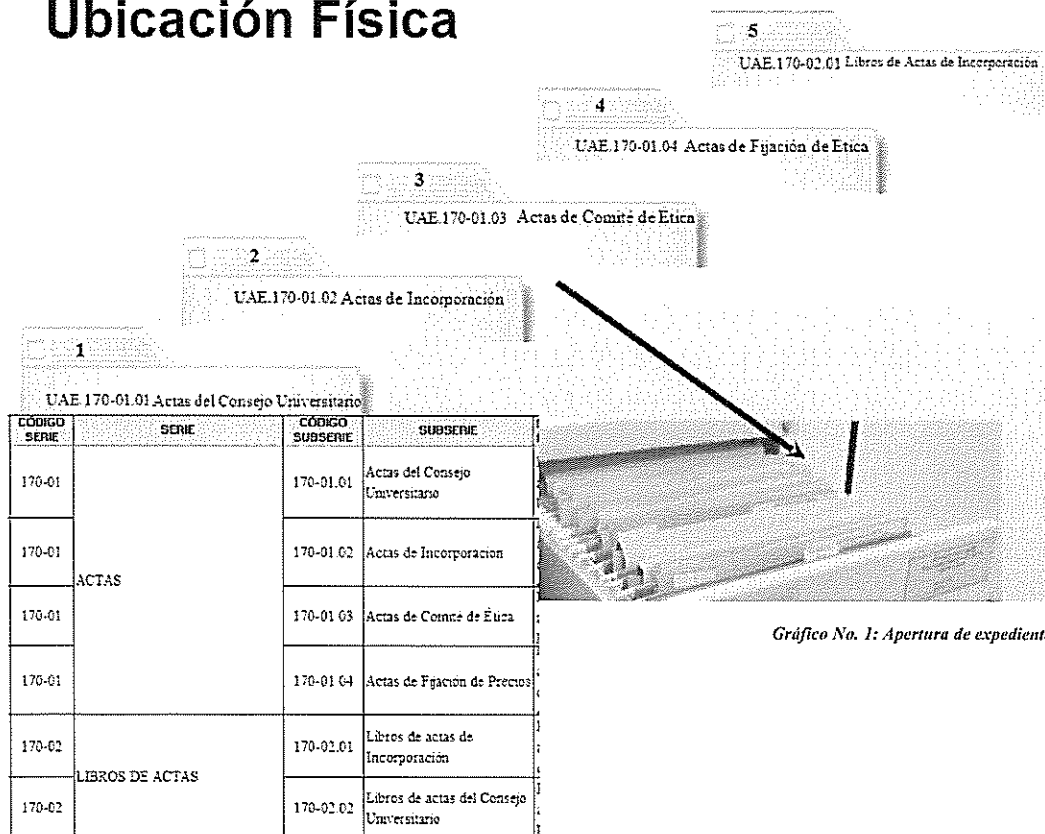 Ubicación Física
5
UAE.170-02.01 Libros de Actas de Incorporación
4
UAE.170-01.04 Actas de Fijación de Etica
3
UAE.170-01.03 Actas de Comité de Etica
2
UAE.170-01.02 Actas de Incorporación
1
UAE.170-01.01 Actas del Consejo Universitario
CÓDIGO SERIE SERIE CÓDIGO SUBSERIE SUBSERIE
170-01 170-01.01 Actas del Consejo
Universitario
170-01 170-01.02 Actas de Incorporación
ACTAS
170-01 170-01 03 Actas de Comité de Ética
170-01 170-01 04 Actas de Fijación de Precios
170-02 170-02.01 Libros de actas de
Incorporación
LIBROS DE ACTAS
170-02 170-02.02 Libros de actas del Consejo
Universitario
Gráfico No. 1: Apertura de expedient